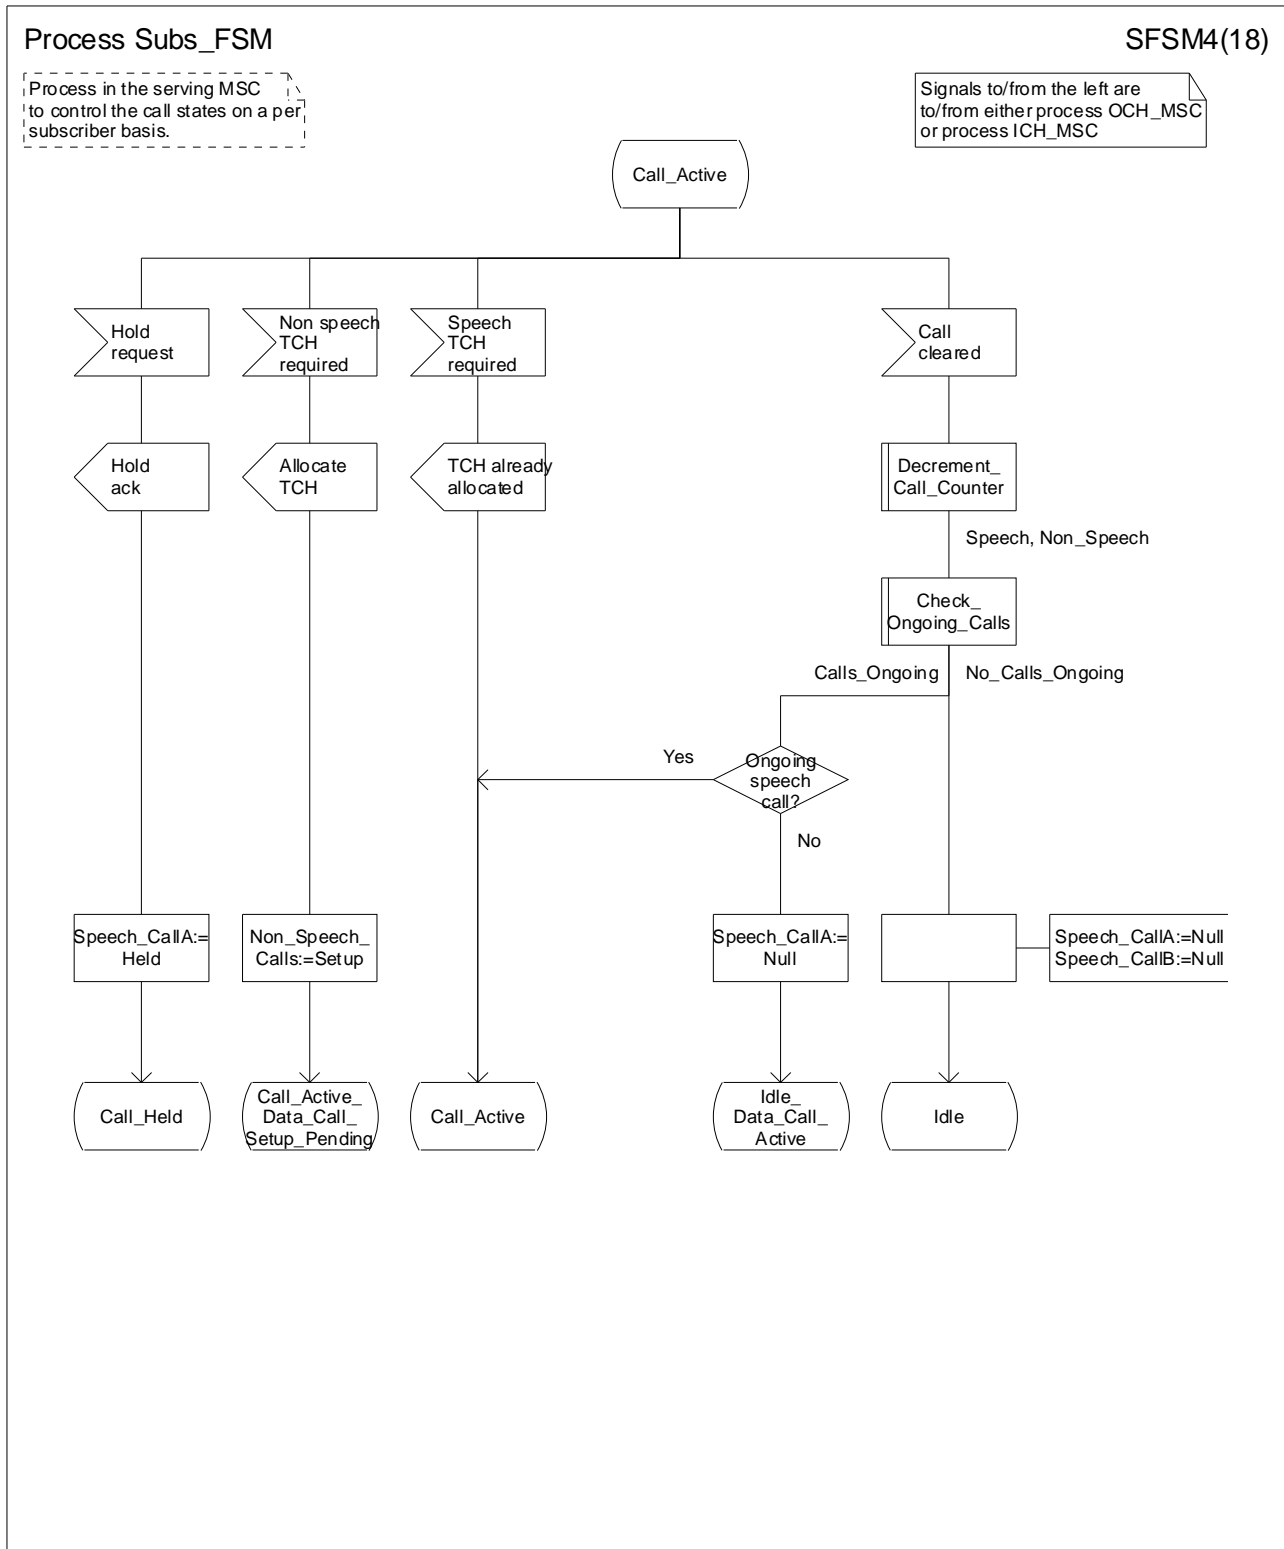 Process Subs_FSM
SFSM4(18)
Process in the serving MSC
to control the call states on a per
subscriber basis.
Signals to/from the left are
to/from either process OCH_MSC
or process ICH_MSC
Call_Active
Hold
request
Non speech
TCH
required
Speech
TCH
required
Call
cleared
Hold
ack
Allocate
TCH
TCH already
allocated
Decrement_
Call_Counter
Speech, Non_Speech
Check_
Ongoing_Calls
Calls_Ongoing
No_Calls_Ongoing
Yes
Ongoing
speech
call?
No
Speech_CallA:=
Held
Non_Speech_
Calls:=Setup
Speech_CallA:=
Null
Speech_CallA:=Null
Speech_CallB:=Null
Call_Held
Call_Active_
Data_Call_
Setup_Pending
Call_Active
Idle_
Data_Call_
Active
Idle